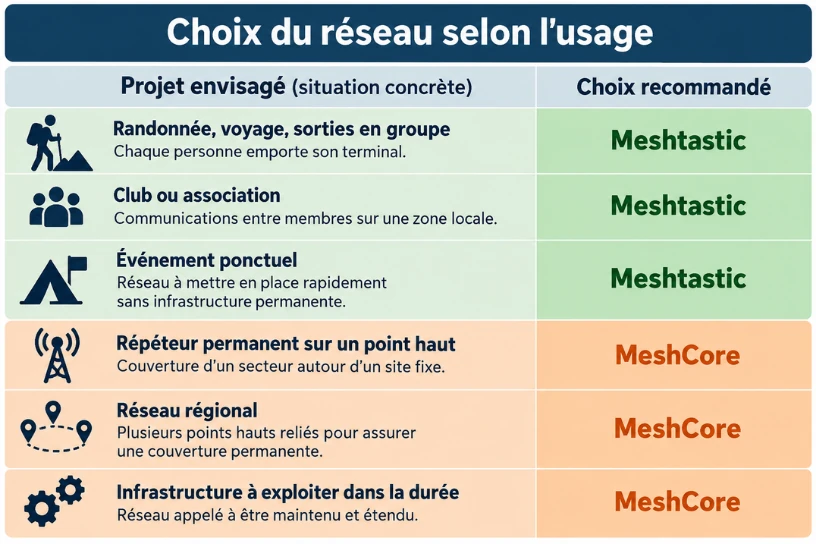 Choix du réseau selon l'usage
Projet envisagé (situation concrète)
Choix recommandé
Randonnée, voyage, sorties en groupe
Chaque personne emporte son terminal.
Meshtastic
Club ou association
Communications entre membres sur une zone locale.
Meshtastic
Événement ponctuel
Réseau à mettre en place rapidement
sans infrastructure permanente.
Meshtastic
Répéteur permanent sur un point haut
Couverture d'un secteur autour d'un site fixe.
MeshCore
Réseau régional
Plusieurs points hauts reliés pour assurer
une couverture permanente.
MeshCore
Infrastructure à exploiter dans la durée
Réseau appelé à être maintenu et étendu.
MeshCore